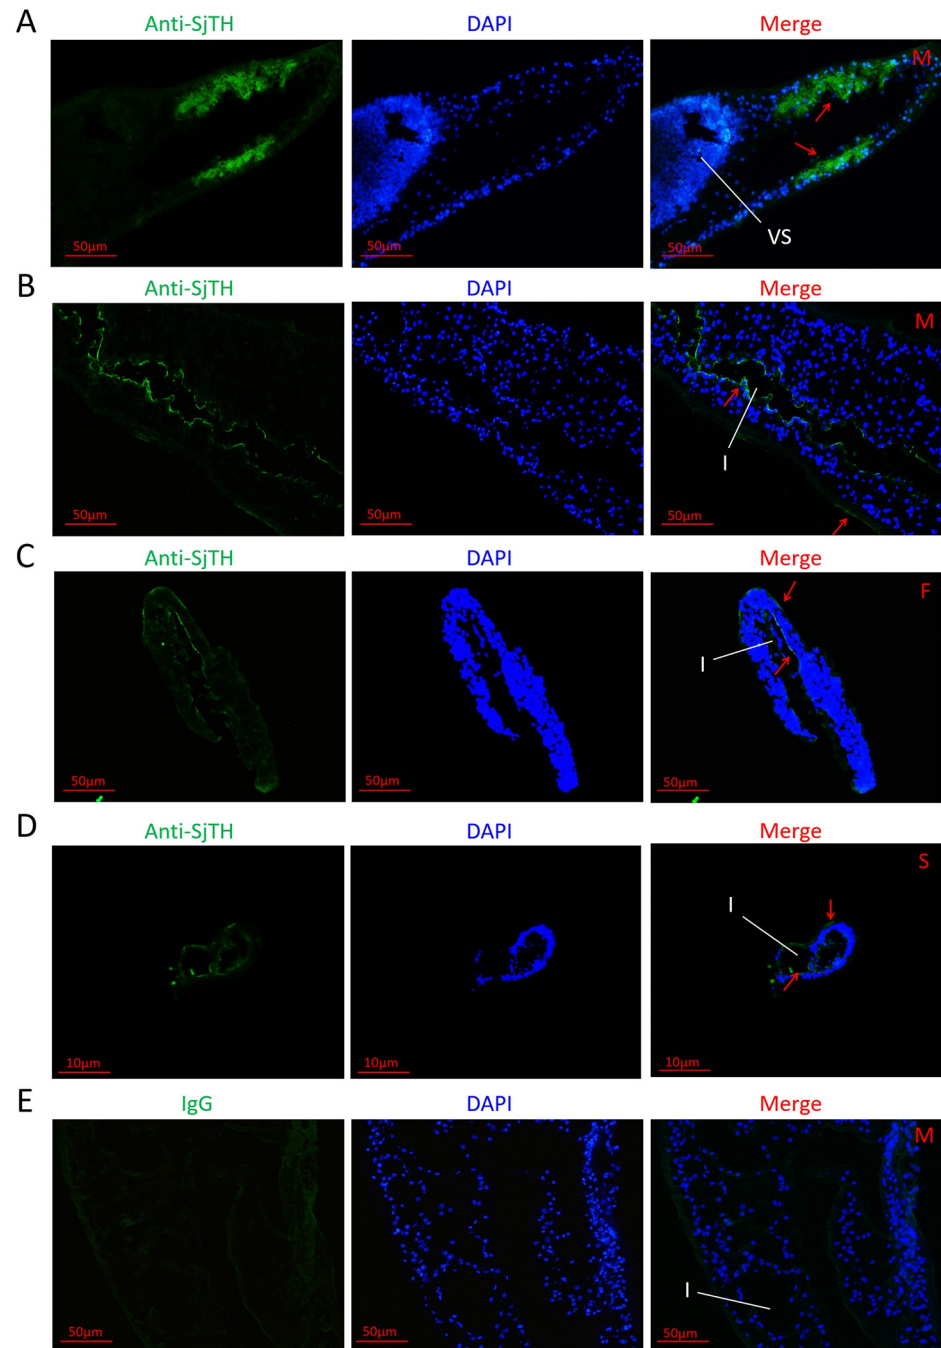 A
Anti-SjTH DAPI Merge
M
VS
50μm 50μm 50μm
B
Anti-SjTH DAPI Merge
M
I
50μm 50μm 50μm
C
Anti-SjTH DAPI Merge
F
I
50μm 50μm 50μm
D
Anti-SjTH DAPI Merge
S
I
10μm 10μm 10μm
E
IgG DAPI Merge
M
I
50μm 50μm 50μm